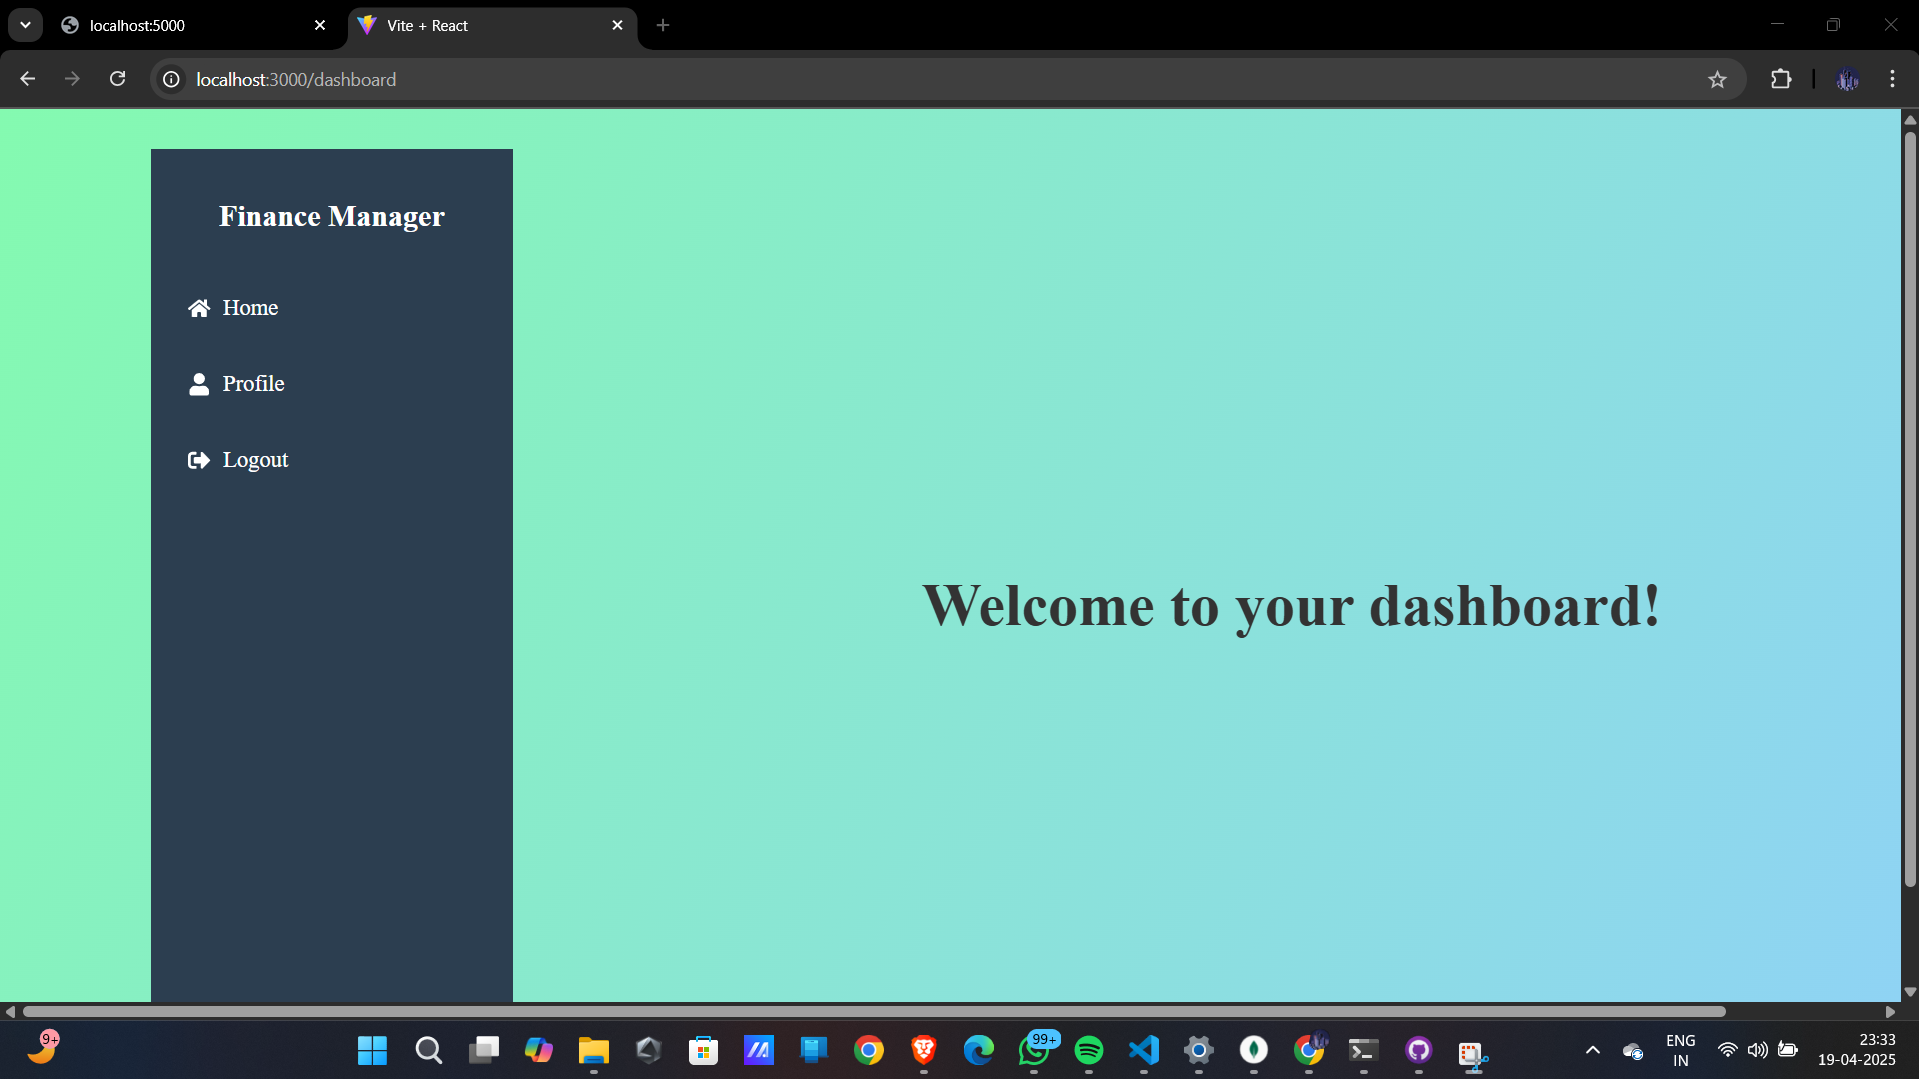 localhost:5000
Vite + React
localhost:3000/dashboard
Finance Manager
Home
Profile
Logout
Welcome to your dashboard!
9+
99+
ENG
IN
23:33
19-04-2025